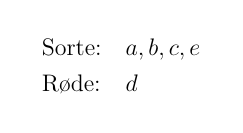 Sorte: a, b, c, e
Røde: d